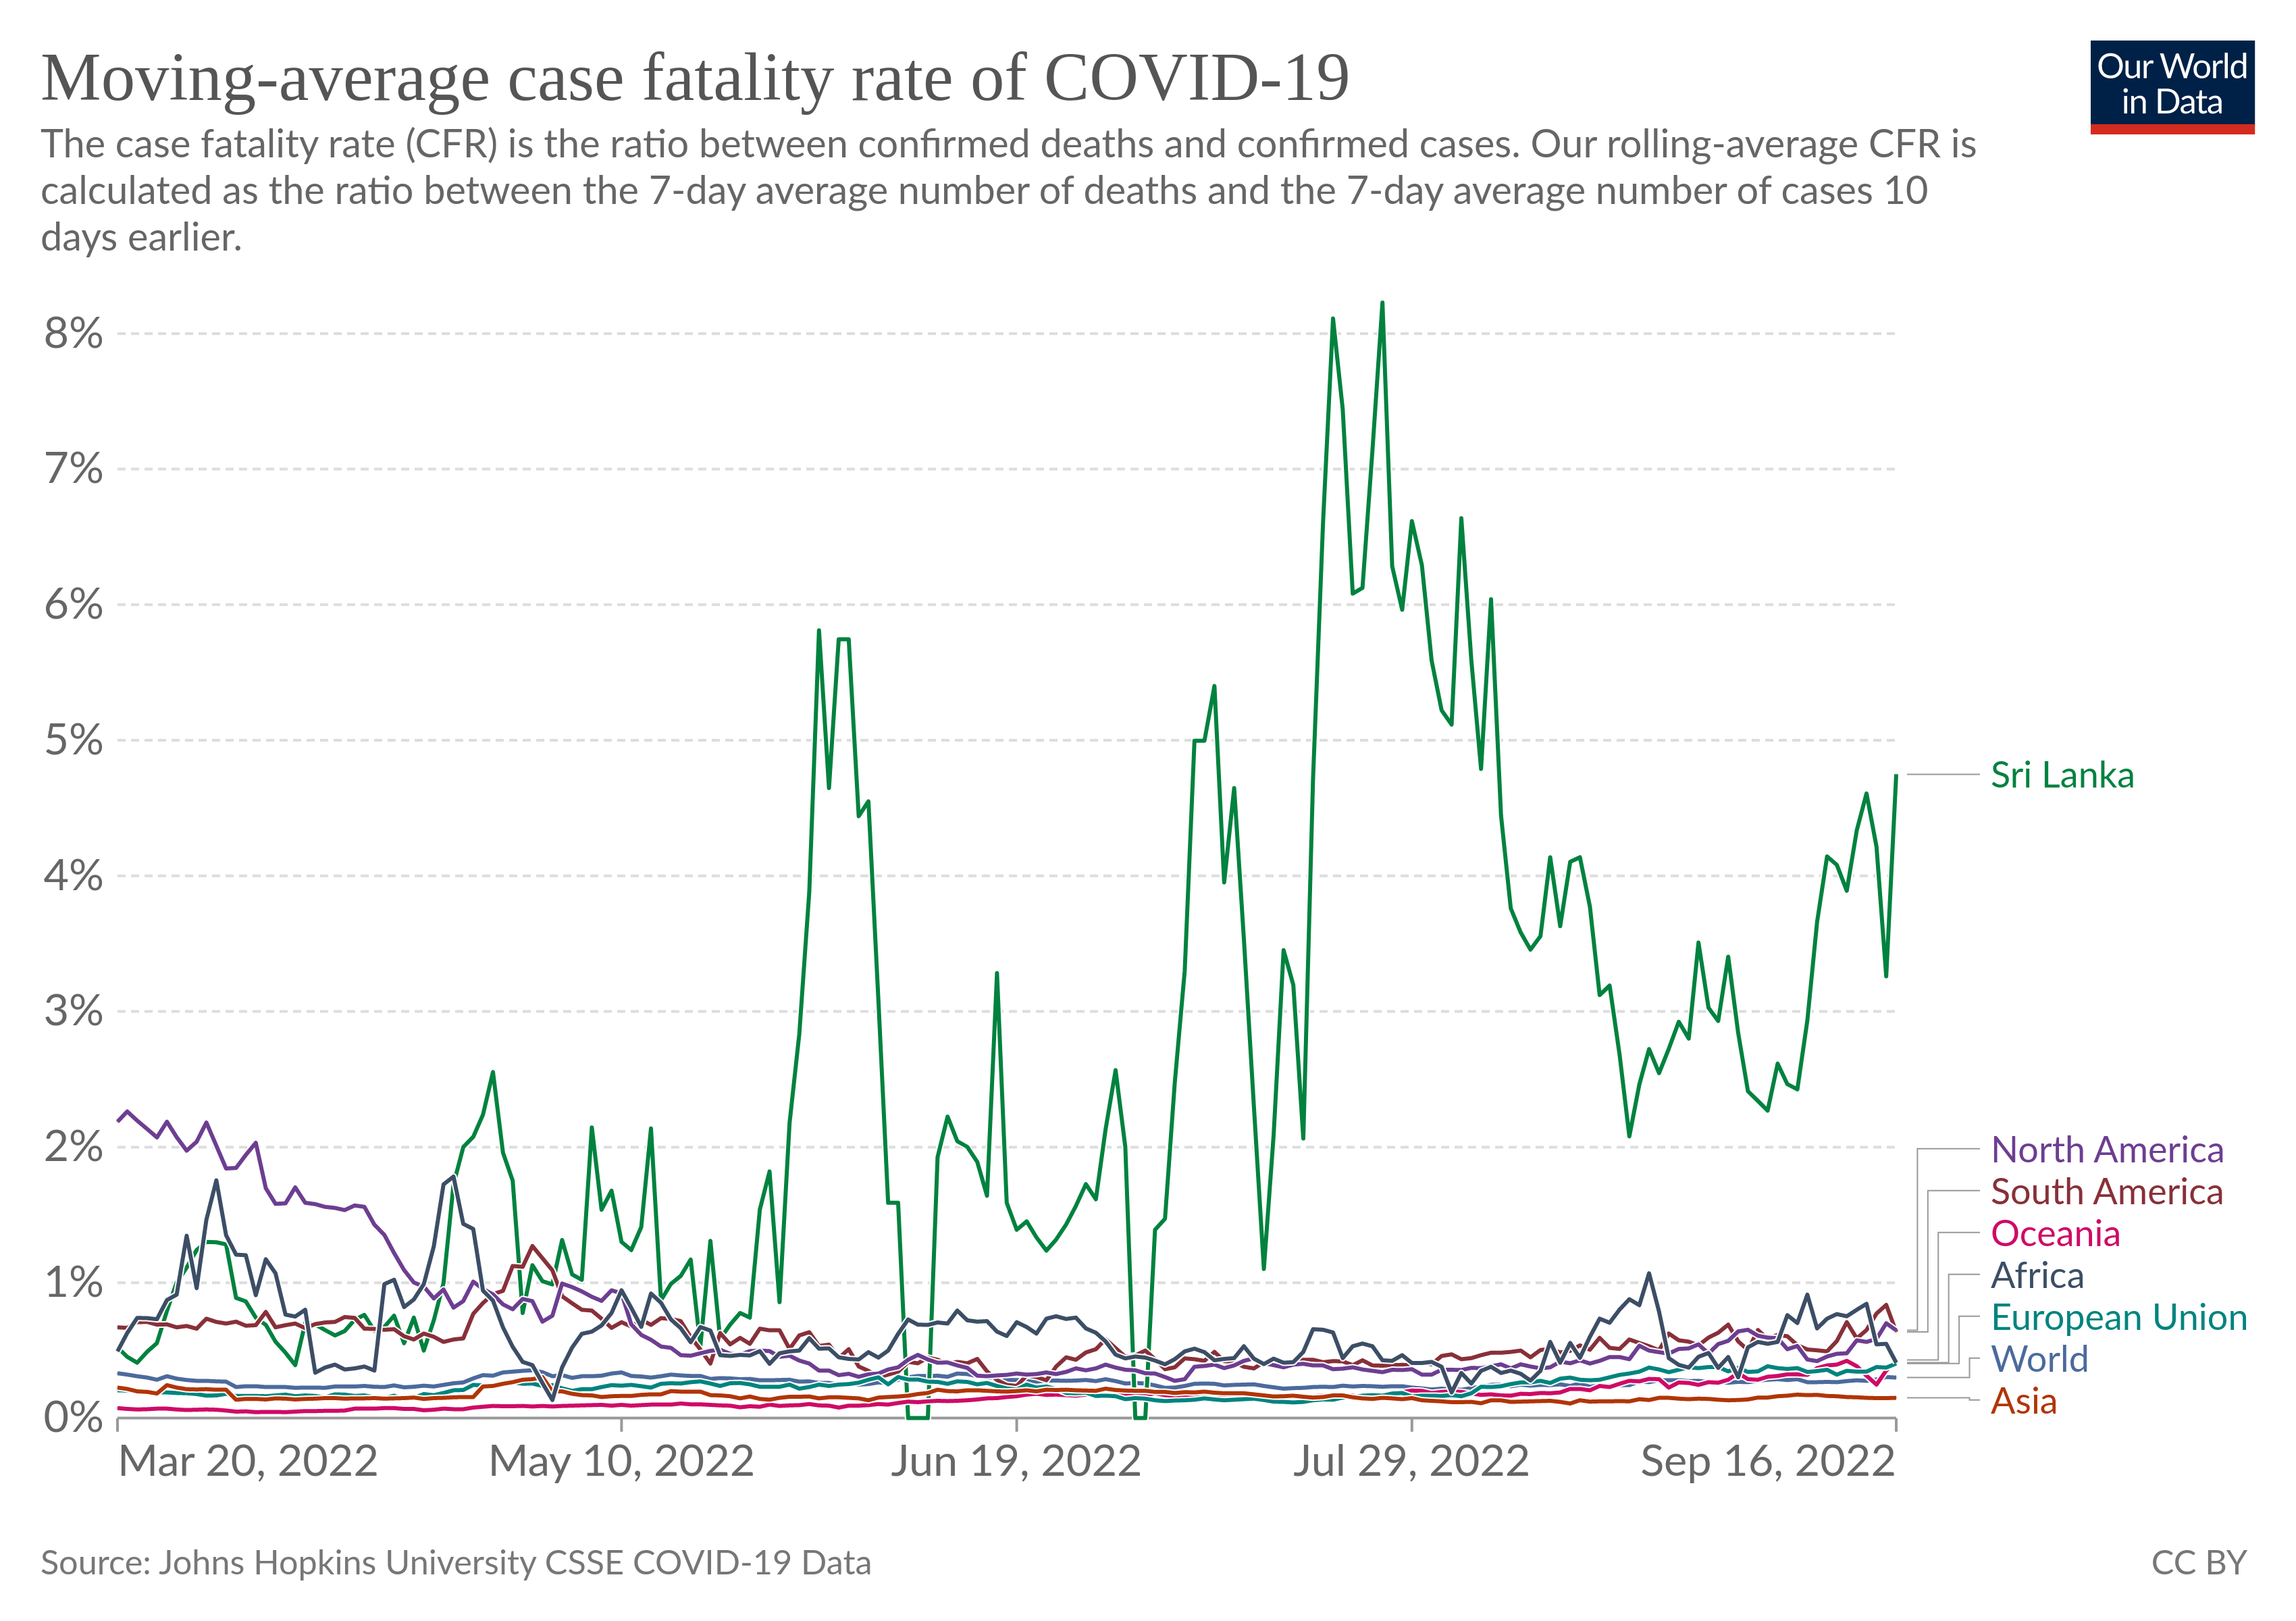 Moving-average case fatality rate of COVID-19
Our World
in Data
The case fatality rate (CFR) is the ratio between confirmed deaths and confirmed cases. Our rolling-average CFR is
calculated as the ratio between the 7-day average number of deaths and the 7-day average number of cases 10
days earlier.
8%
7%
6%
5%
4%
3%
2%
1%
0%
Sri Lanka
North America
South America
Oceania
Africa
European Union
World
Asia
Mar 20, 2022
May 10, 2022
Jun 19, 2022
Jul 29, 2022
Sep 16, 2022
Source: Johns Hopkins University CSSE COVID-19 Data
CC BY